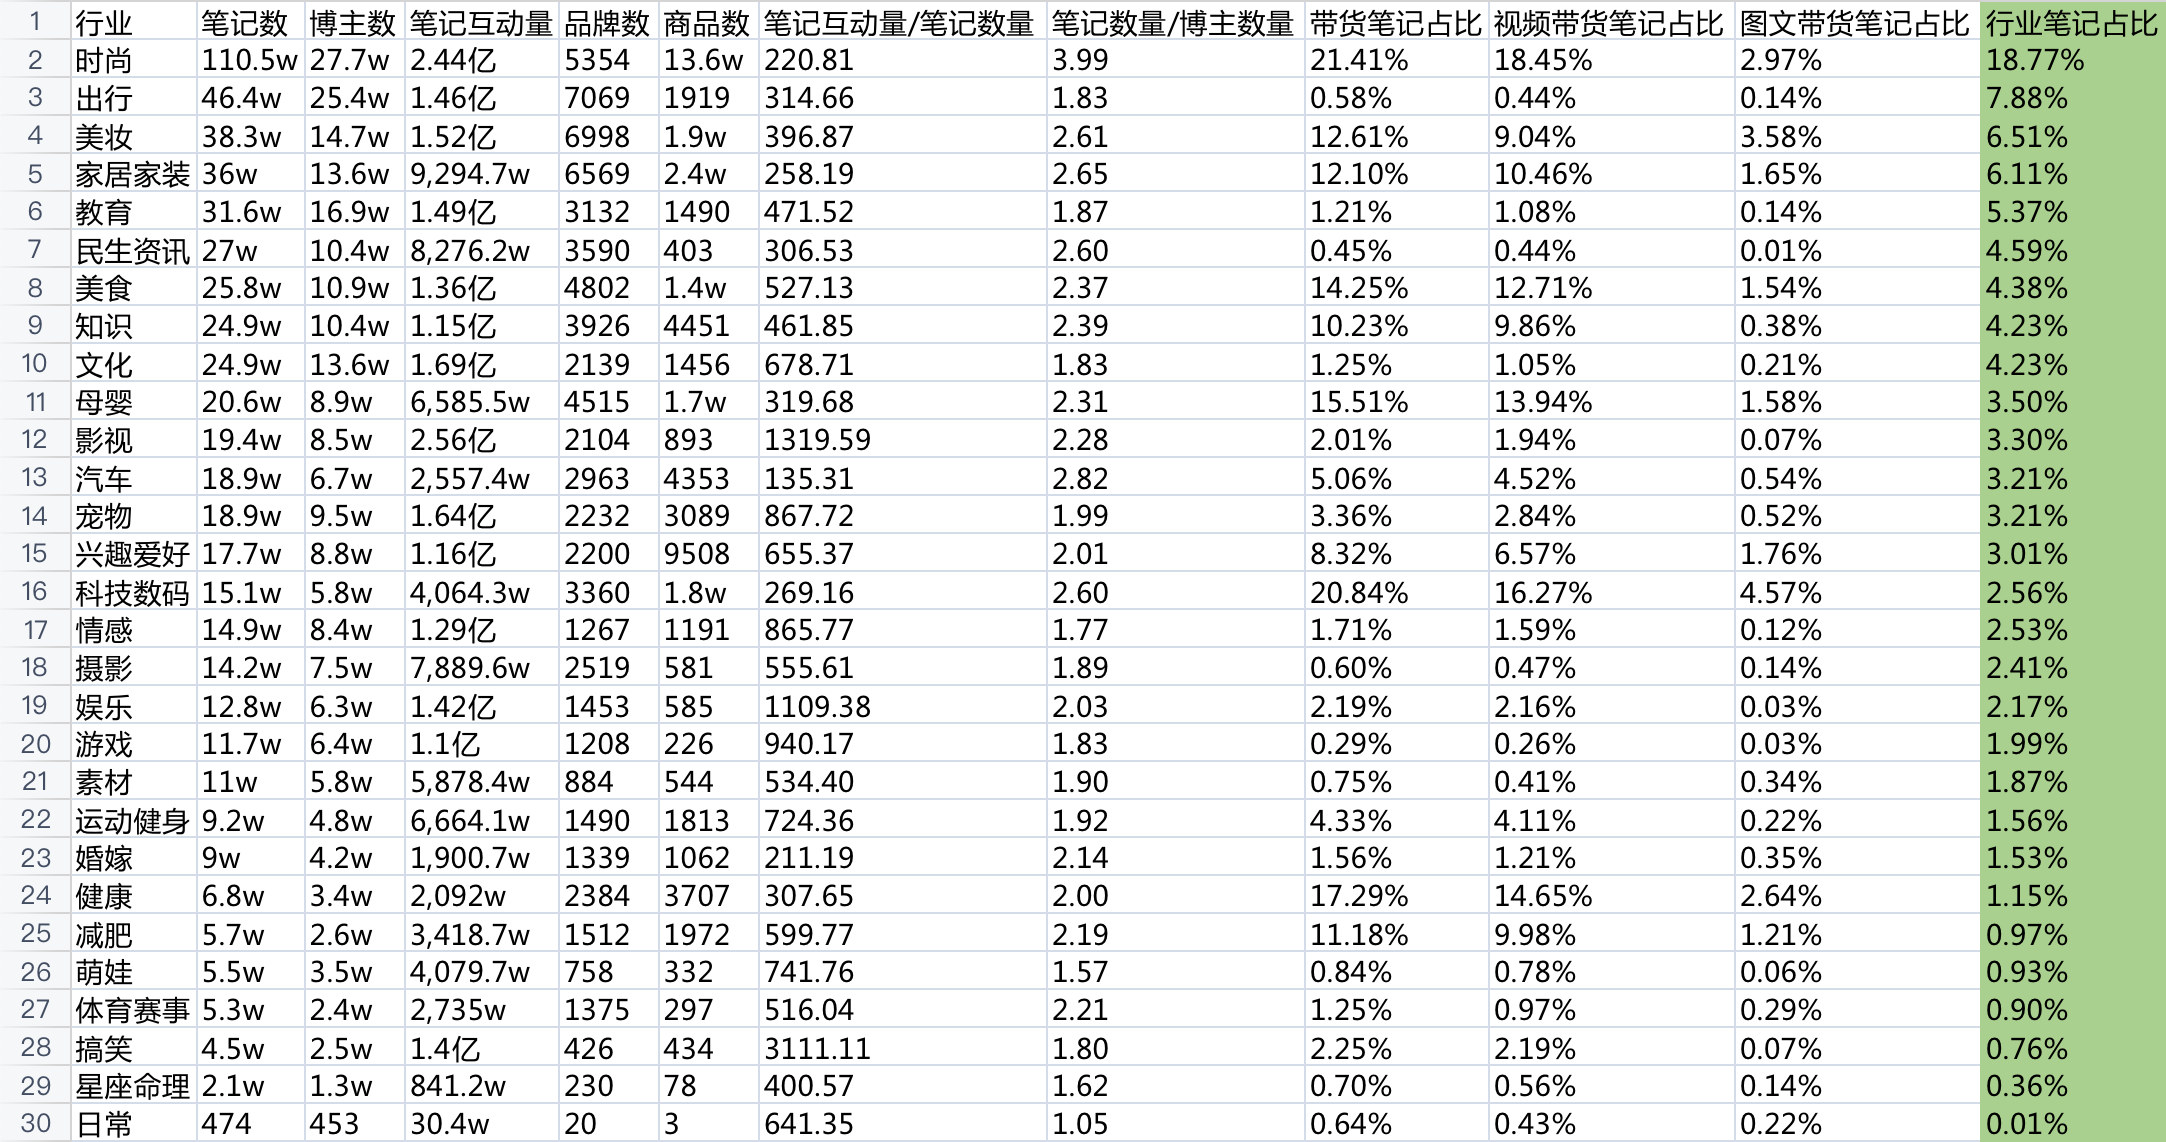 1 行业 笔记数 博主数 笔记互动量 品牌数 商品数 笔记互动量/笔记数量 笔记数量/博主数量 带货笔记占比 视频带货笔记占比 图文带货笔记占比 行业笔记占比
2 时尚 110.5w 27.7w 2.44亿 5354 13.6w 220.81 3.99 21.41% 18.45% 2.97% 18.77%
3 出行 46.4w 25.4w 1.46亿 7069 1919 314.66 1.83 0.58% 0.44% 0.14% 7.88%
4 美妆 38.3w 14.7w 1.52亿 6998 1.9w 396.87 2.61 12.61% 9.04% 3.58% 6.51%
5 家居家装 36w 13.6w 9,294.7w 6569 2.4w 258.19 2.65 12.10% 10.46% 1.65% 6.11%
6 教育 31.6w 16.9w 1.49亿 3132 1490 471.52 1.87 1.21% 1.08% 0.14% 5.37%
7 民生资讯 27w 10.4w 8,276.2w 3590 403 306.53 2.60 0.45% 0.44% 0.01% 4.59%
8 美食 25.8w 10.9w 1.36亿 4802 1.4w 527.13 2.37 14.25% 12.71% 1.54% 4.38%
9 知识 24.9w 10.4w 1.15亿 3926 4451 461.85 2.39 10.23% 9.86% 0.38% 4.23%
10 文化 24.9w 13.6w 1.69亿 2139 1456 678.71 1.83 1.25% 1.05% 0.21% 4.23%
11 母婴 20.6w 8.9w 6,585.5w 4515 1.7w 319.68 2.31 15.51% 13.94% 1.58% 3.50%
12 影视 19.4w 8.5w 2.56亿 2104 893 1319.59 2.28 2.01% 1.94% 0.07% 3.30%
13 汽车 18.9w 6.7w 2,557.4w 2963 4353 135.31 2.82 5.06% 4.52% 0.54% 3.21%
14 宠物 18.9w 9.5w 1.64亿 2232 3089 867.72 1.99 3.36% 2.84% 0.52% 3.21%
15 兴趣爱好 17.7w 8.8w 1.16亿 2200 9508 655.37 2.01 8.32% 6.57% 1.76% 3.01%
16 科技数码 15.1w 5.8w 4,064.3w 3360 1.8w 269.16 2.60 20.84% 16.27% 4.57% 2.56%
17 情感 14.9w 8.4w 1.29亿 1267 1191 865.77 1.77 1.71% 1.59% 0.12% 2.53%
18 摄影 14.2w 7.5w 7,889.6w 2519 581 555.61 1.89 0.60% 0.47% 0.14% 2.41%
19 娱乐 12.8w 6.3w 1.42亿 1453 585 1109.38 2.03 2.19% 2.16% 0.03% 2.17%
20 游戏 11.7w 6.4w 1.1亿 1208 226 940.17 1.83 0.29% 0.26% 0.03% 1.99%
21 素材 11w 5.8w 5,878.4w 884 544 534.40 1.90 0.75% 0.41% 0.34% 1.87%
22 运动健身 9.2w 4.8w 6,664.1w 1490 1813 724.36 1.92 4.33% 4.11% 0.22% 1.56%
23 婚嫁 9w 4.2w 1,900.7w 1339 1062 211.19 2.14 1.56% 1.21% 0.35% 1.53%
24 健康 6.8w 3.4w 2,092w 2384 3707 307.65 2.00 17.29% 14.65% 2.64% 1.15%
25 减肥 5.7w 2.6w 3,418.7w 1512 1972 599.77 2.19 11.18% 9.98% 1.21% 0.97%
26 萌娃 5.5w 3.5w 4,079.7w 758 332 741.76 1.57 0.84% 0.78% 0.06% 0.93%
27 体育赛事 5.3w 2.4w 2,735w 1375 297 516.04 2.21 1.25% 0.97% 0.29% 0.90%
28 搞笑 4.5w 2.5w 1.4亿 426 434 3111.11 1.80 2.25% 2.19% 0.07% 0.76%
29 星座命理 2.1w 1.3w 841.2w 230 78 400.57 1.62 0.70% 0.56% 0.14% 0.36%
30 日常 474 453 30.4w 20 3 641.35 1.05 0.64% 0.43% 0.22% 0.01%